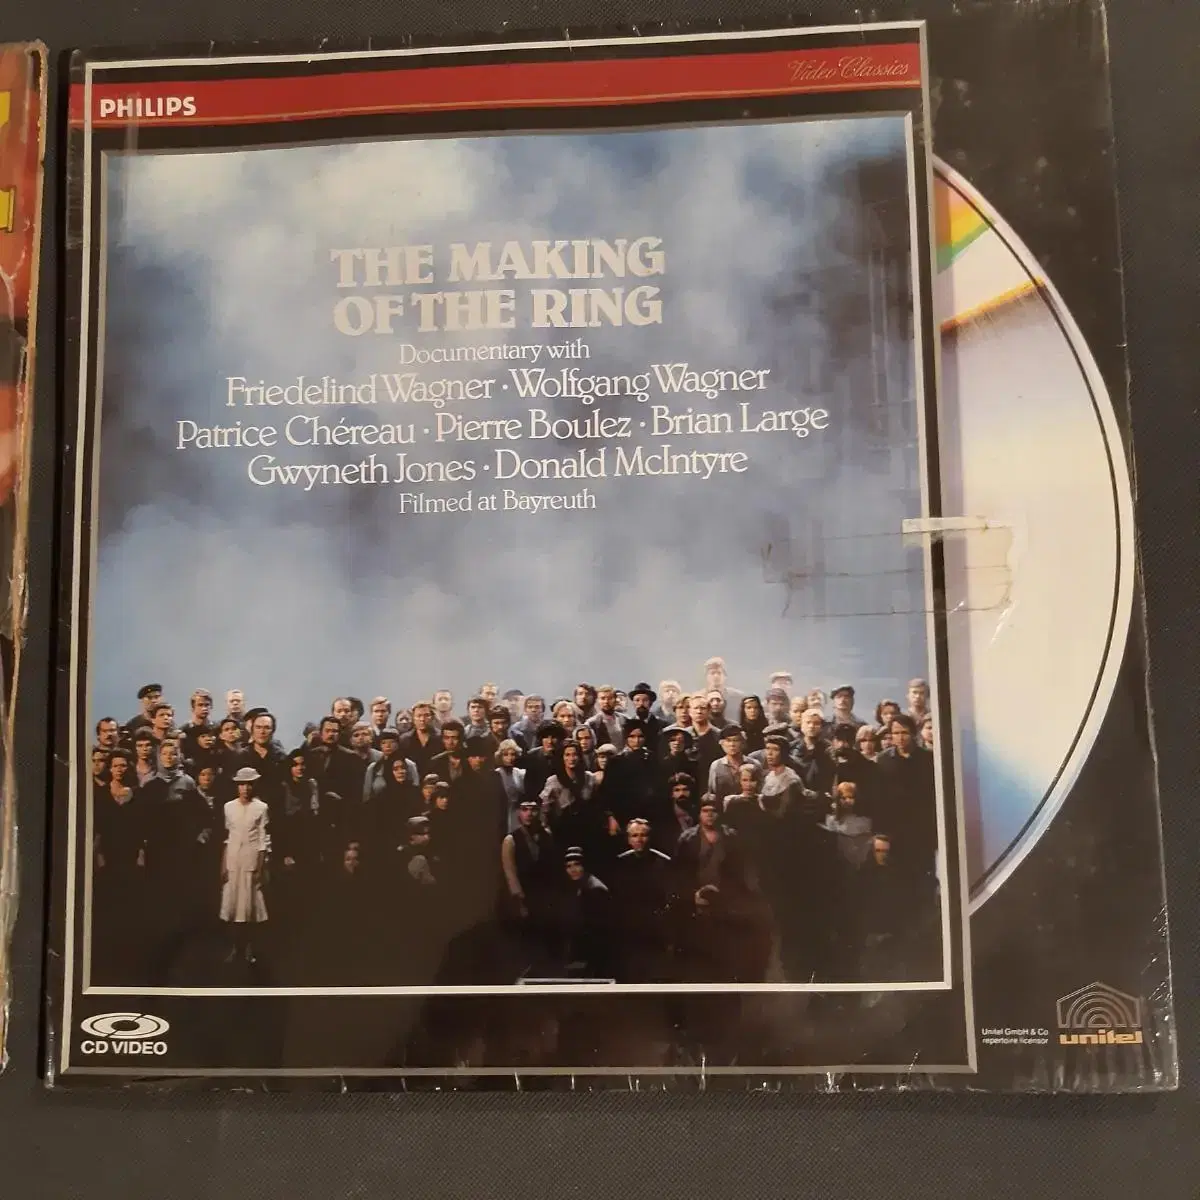 Video Classics
PHILIPS
THE MAKING
OF THE RING
Documentary with
Friedelind Wagner · Wolfgang Wagner
Patrice Chéreau · Pierre Boulez · Brian Large
Gwyneth Jones · Donald McIntyre
Filmed at Bayreuth
CD VIDEO
Unitel GmbH & Co
repertoire licensor
unitel